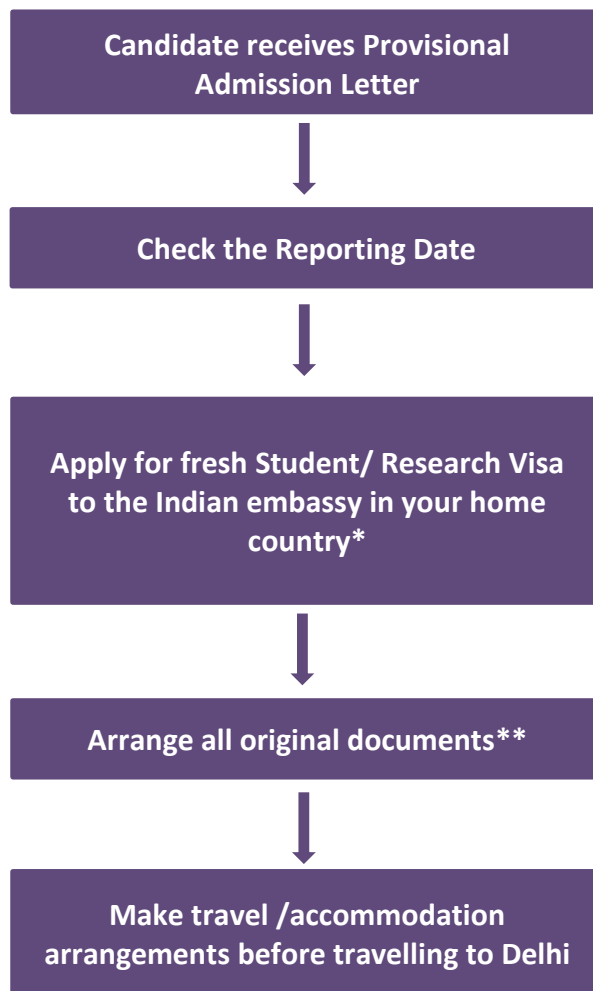 Candidate receives Provisional
Admission Letter
Check the Reporting Date
Apply for fresh Student/ Research Visa
to the Indian embassy in your home
country*
Arrange all original documents**
Make travel /accommodation
arrangements before travelling to Delhi